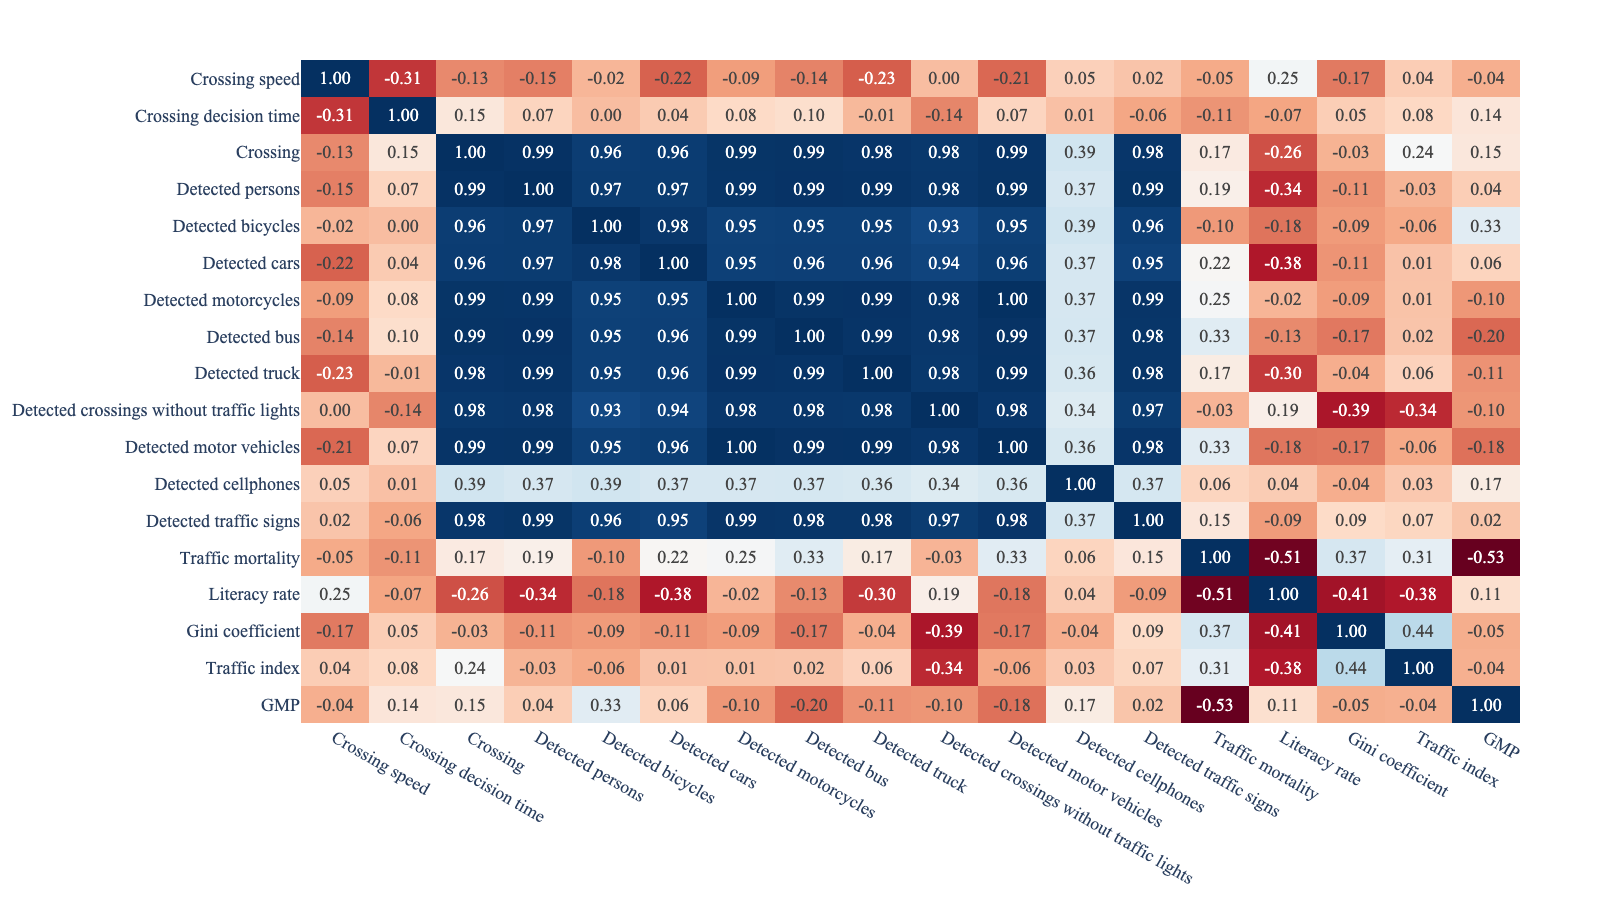 Crossing speed 1.00 -0.31 -0.13 -0.15 -0.02 -0.22 -0.09 -0.14 -0.23 0.00 -0.21 0.05 0.02 -0.05 0.25 -0.17 0.04 -0.04
Crossing decision time -0.31 1.00 0.15 0.07 0.00 0.04 0.08 0.10 -0.01 -0.14 0.07 0.01 -0.06 -0.11 -0.07 0.05 0.08 0.14
Crossing -0.13 0.15 1.00 0.99 0.96 0.96 0.99 0.99 0.98 0.98 0.99 0.39 0.98 0.17 -0.26 -0.03 0.24 0.15
Detected persons -0.15 0.07 0.99 1.00 0.97 0.97 0.99 0.99 0.99 0.98 0.99 0.37 0.99 0.19 -0.34 -0.11 -0.03 0.04
Detected bicycles -0.02 0.00 0.96 0.97 1.00 0.98 0.95 0.95 0.95 0.93 0.95 0.39 0.96 -0.10 -0.18 -0.09 -0.06 0.33
Detected cars -0.22 0.04 0.96 0.97 0.98 1.00 0.95 0.96 0.96 0.94 0.96 0.37 0.95 0.22 -0.38 -0.11 0.01 0.06
Detected motorcycles -0.09 0.08 0.99 0.99 0.95 0.95 1.00 0.99 0.99 0.98 1.00 0.37 0.99 0.25 -0.02 -0.09 0.01 -0.10
Detected bus -0.14 0.10 0.99 0.99 0.95 0.96 0.99 1.00 0.99 0.98 0.99 0.37 0.98 0.33 -0.13 -0.17 0.02 -0.20
Detected truck -0.23 -0.01 0.98 0.99 0.95 0.96 0.99 0.99 1.00 0.98 0.99 0.36 0.98 0.17 -0.30 -0.04 0.06 -0.11
Detected crossings without traffic lights 0.00 -0.14 0.98 0.98 0.93 0.94 0.98 0.98 0.98 1.00 0.98 0.34 0.97 -0.03 0.19 -0.39 -0.34 -0.10
Detected motor vehicles -0.21 0.07 0.99 0.99 0.95 0.96 1.00 0.99 0.99 0.98 1.00 0.36 0.98 0.33 -0.18 -0.17 -0.06 -0.18
Detected cellphones 0.05 0.01 0.39 0.37 0.39 0.37 0.37 0.37 0.36 0.34 0.36 1.00 0.37 0.06 0.04 -0.04 0.03 0.17
Detected traffic signs 0.02 -0.06 0.98 0.99 0.96 0.95 0.99 0.98 0.98 0.97 0.98 0.37 1.00 0.15 -0.09 0.09 0.07 0.02
Traffic mortality -0.05 -0.11 0.17 0.19 -0.10 0.22 0.25 0.33 0.17 -0.03 0.33 0.06 0.15 1.00 -0.51 0.37 0.31 -0.53
Literacy rate 0.25 -0.07 -0.26 -0.34 -0.18 -0.38 -0.02 -0.13 -0.30 0.19 -0.18 0.04 -0.09 -0.51 1.00 -0.41 -0.38 0.11
Gini coefficient -0.17 0.05 -0.03 -0.11 -0.09 -0.11 -0.09 -0.17 -0.04 -0.39 -0.17 -0.04 0.09 0.37 -0.41 1.00 0.44 -0.05
Traffic index 0.04 0.08 0.24 -0.03 -0.06 0.01 0.01 0.02 0.06 -0.34 -0.06 0.03 0.07 0.31 -0.38 0.44 1.00 -0.04
GMP -0.04 0.14 0.15 0.04 0.33 0.06 -0.10 -0.20 -0.11 -0.10 -0.18 0.17 0.02 -0.53 0.11 -0.05 -0.04 1.00
Crossing speed
Crossing decision time
Crossing
Detected persons
Detected bicycles
Detected cars
Detected motorcycles
Detected bus
Detected truck
Detected crossings without traffic lights
Detected motor vehicles
Detected cellphones
Detected traffic signs
Traffic mortality
Literacy rate
Gini coefficient
Traffic index
GMP